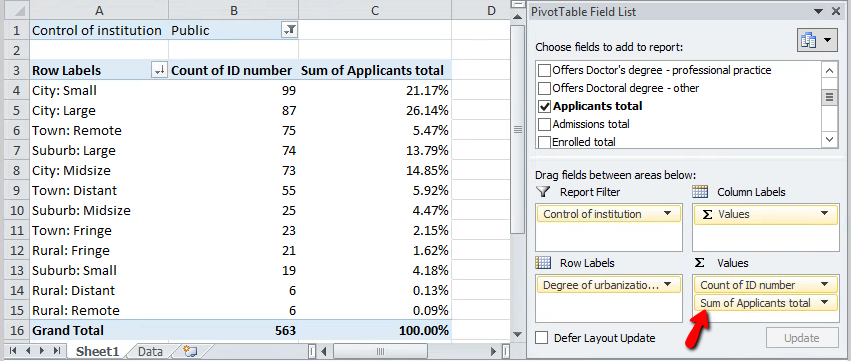 A B C D
1 Control of institution Public
2
3 Row Labels Count of ID number Sum of Applicants total
4 City: Small 99 21.17%
5 City: Large 87 26.14%
6 Town: Remote 75 5.47%
7 Suburb: Large 74 13.79%
8 City: Midsize 73 14.85%
9 Town: Distant 55 5.92%
10 Suburb: Midsize 25 4.47%
11 Town: Fringe 23 2.15%
12 Rural: Fringe 21 1.62%
13 Suburb: Small 19 4.18%
14 Rural: Distant 6 0.13%
15 Rural: Remote 6 0.09%
16 Grand Total 563 100.00%
Sheet1 Data
PivotTable Field List
Choose fields to add to report:
Offers Doctor's degree - professional practice
Offers Doctoral degree - other
Applicants total
Admissions total
Enrolled total
Drag fields between areas below:
Report Filter Column Labels
Control of institution Σ Values
Row Labels Σ Values
Degree of urbanizatio... Count of ID number
Sum of Applicants total
Defer Layout Update Update